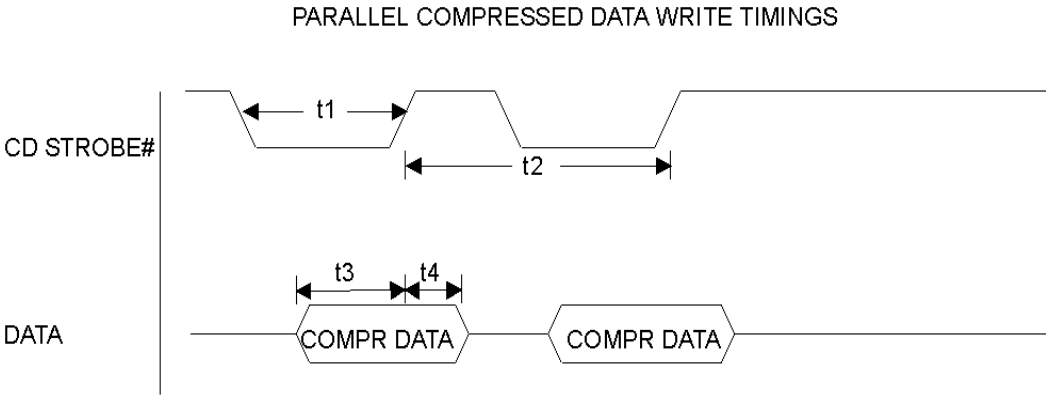 PARALLEL COMPRESSED DATA WRITE TIMINGS
t1
CD STROBE#
t2
t3 t4
DATA
COMPR DATA COMPR DATA